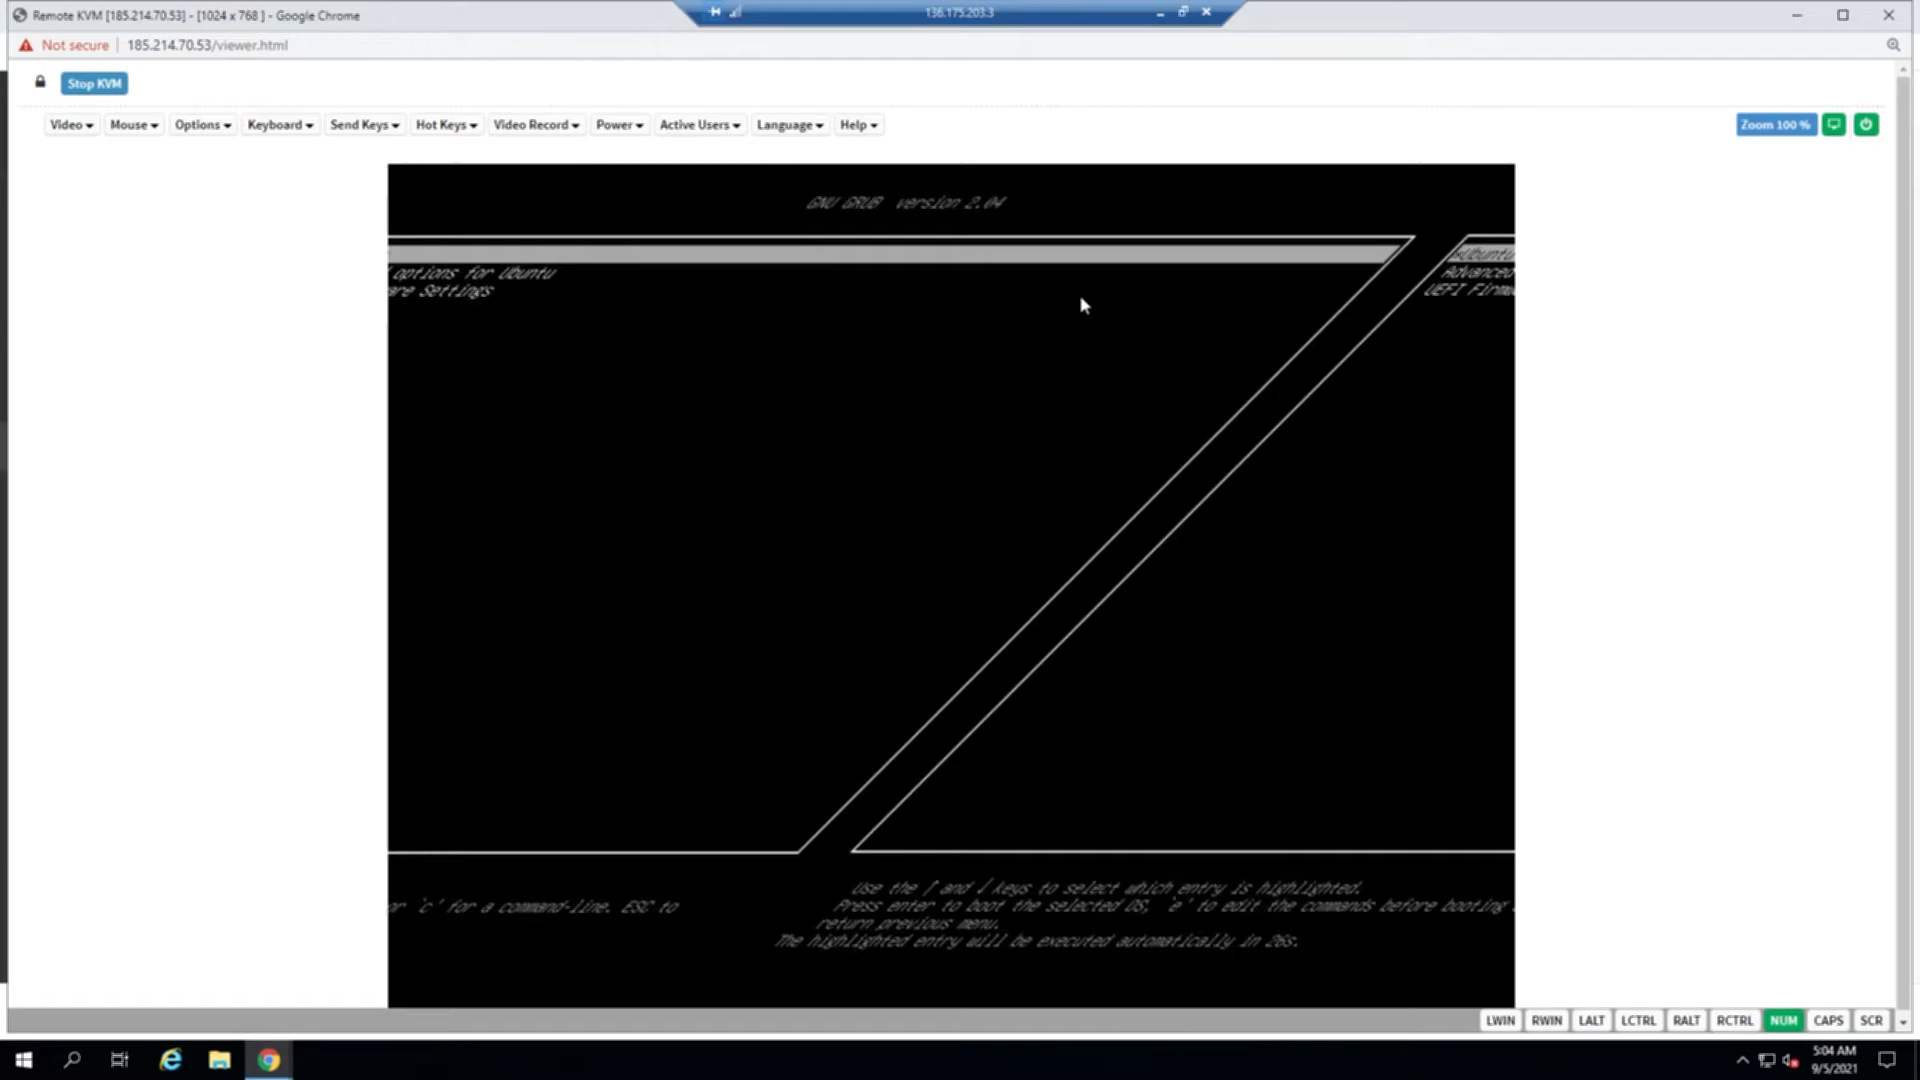 Remote KVM [185.214.70.53] - [1024 x 768 ] - Google Chrome
136.175.203.3
Not secure 185.214.70.53/viewer.html
Stop KVM
Video Mouse Options Keyboard Send Keys Hot Keys Video Record Power Active Users Language Help
Zoom 100 %
GNU GRUB version 2.04
*Ubuntu
options for Ubuntu
Advanced
are Settings
UEFI Firmw
Use the ↑ and ↓ keys to select which entry is highlighted.
or `c' for a command-line. ESC to
Press enter to boot the selected OS, `e' to edit the commands before booting
return previous menu.
The highlighted entry will be executed automatically in 26s.
LWIN RWIN LALT LCTRL RALT RCTRL NUM CAPS SCR
5:04 AM
9/5/2021